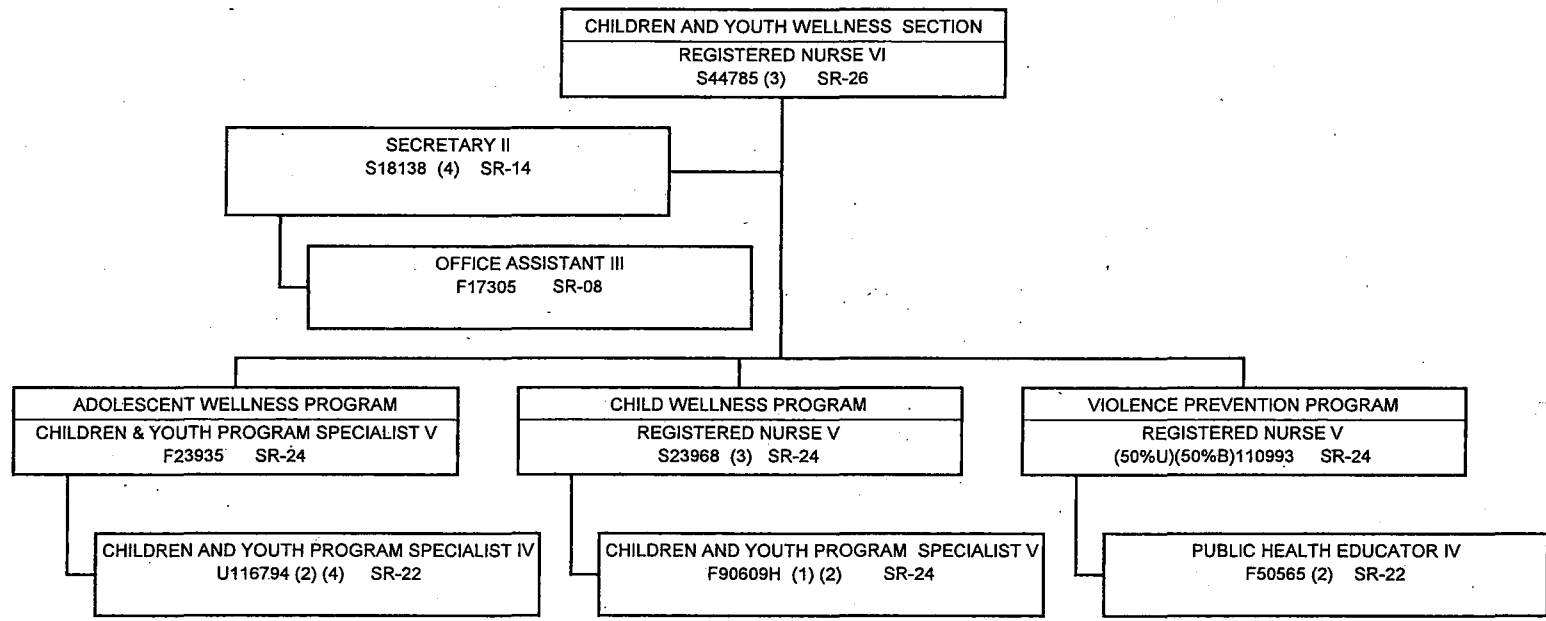 CHILDREN AND YOUTH WELLNESS SECTION
REGISTERED NURSE VI
S44785 (3) SR-26
SECRETARY II
S18138 (4) SR-14
OFFICE ASSISTANT III
F17305 SR-08
ADOLESCENT WELLNESS PROGRAM
CHILDREN & YOUTH PROGRAM SPECIALIST V
F23935 SR-24
CHILDREN AND YOUTH PROGRAM SPECIALIST IV
U116794 (2) (4) SR-22
CHILD WELLNESS PROGRAM
REGISTERED NURSE V
S23968 (3) SR-24
CHILDREN AND YOUTH PROGRAM SPECIALIST V
F90609H (1) (2) SR-24
VIOLENCE PREVENTION PROGRAM
REGISTERED NURSE V
(50%U)(50%B)110993 SR-24
PUBLIC HEALTH EDUCATOR IV
F50565 (2) SR-22